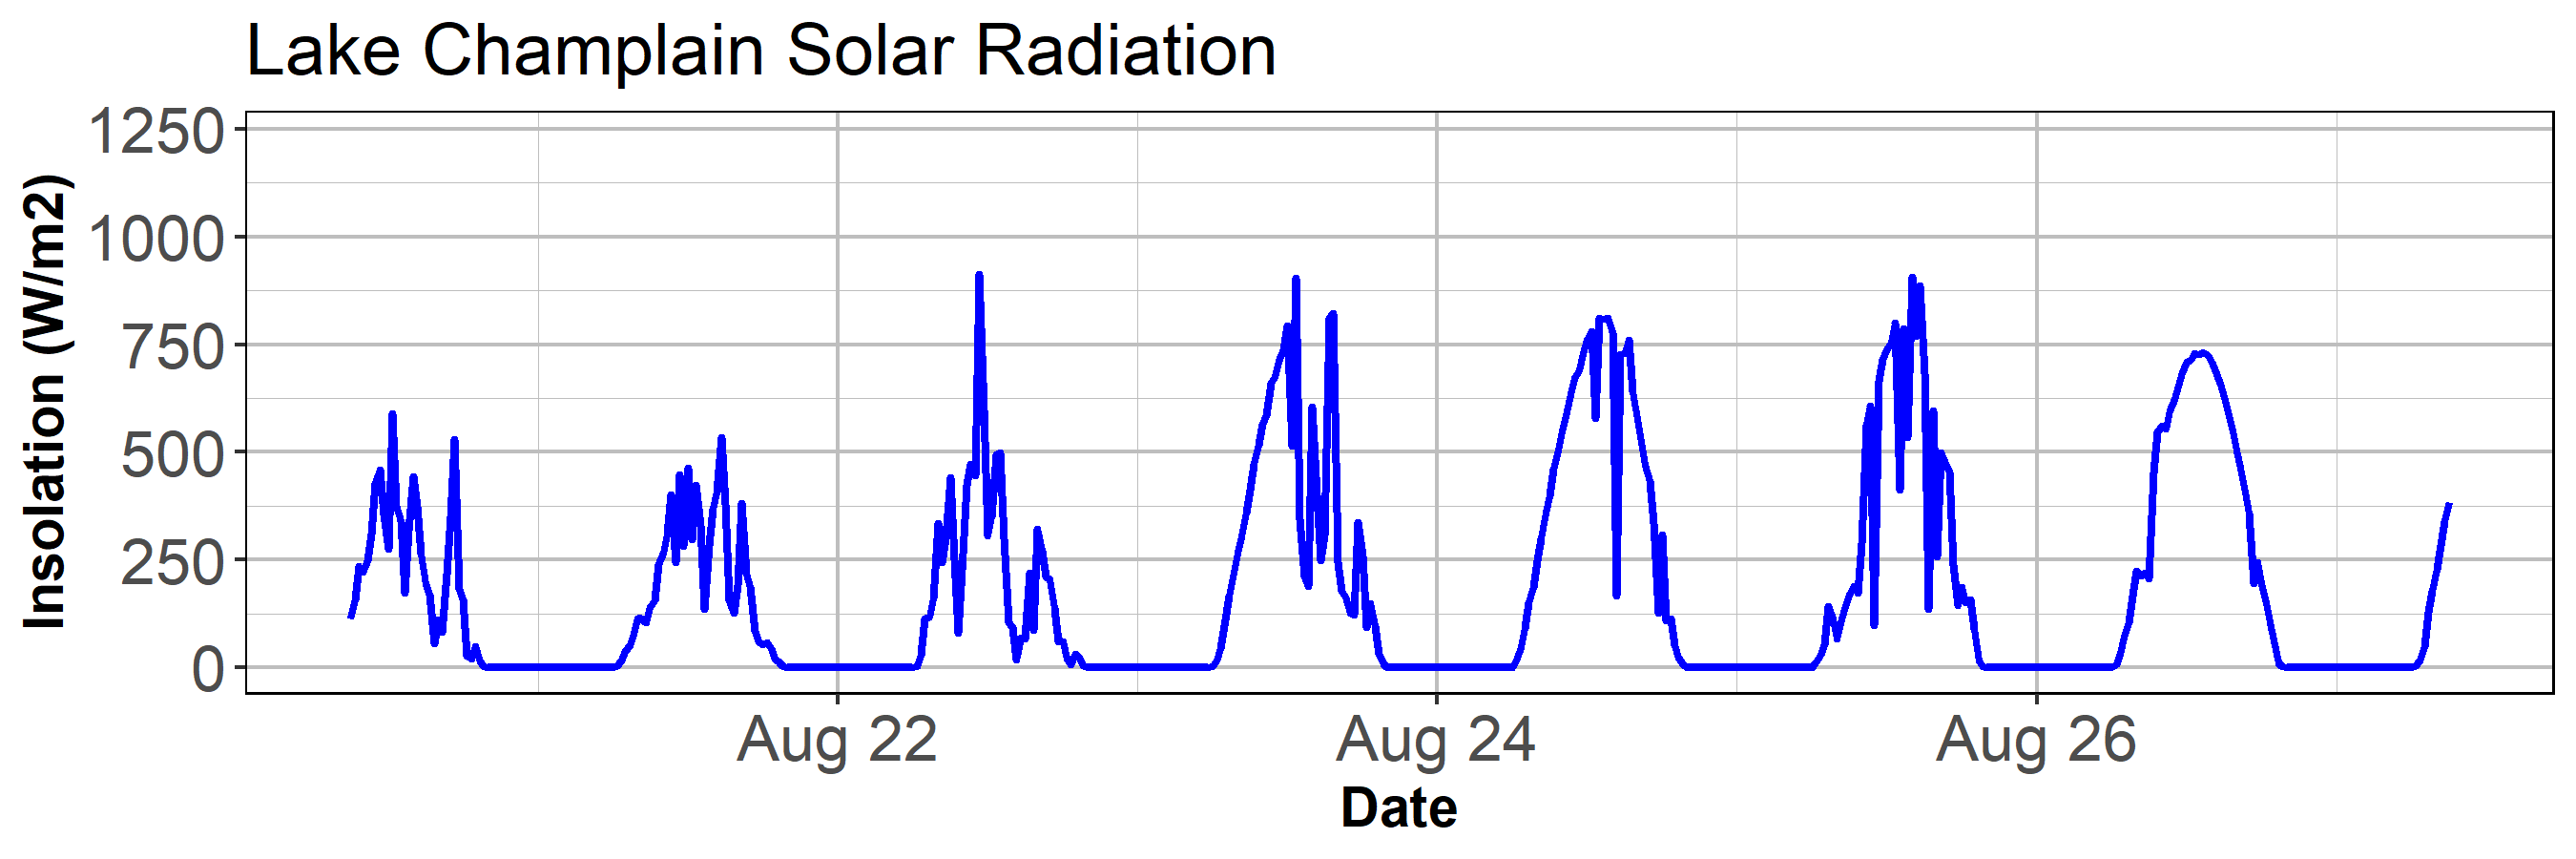 Lake Champlain Solar Radiation
Insolation (W/m2)
1250
1000
750
500
250
0
Aug 22 Aug 24 Aug 26
Date